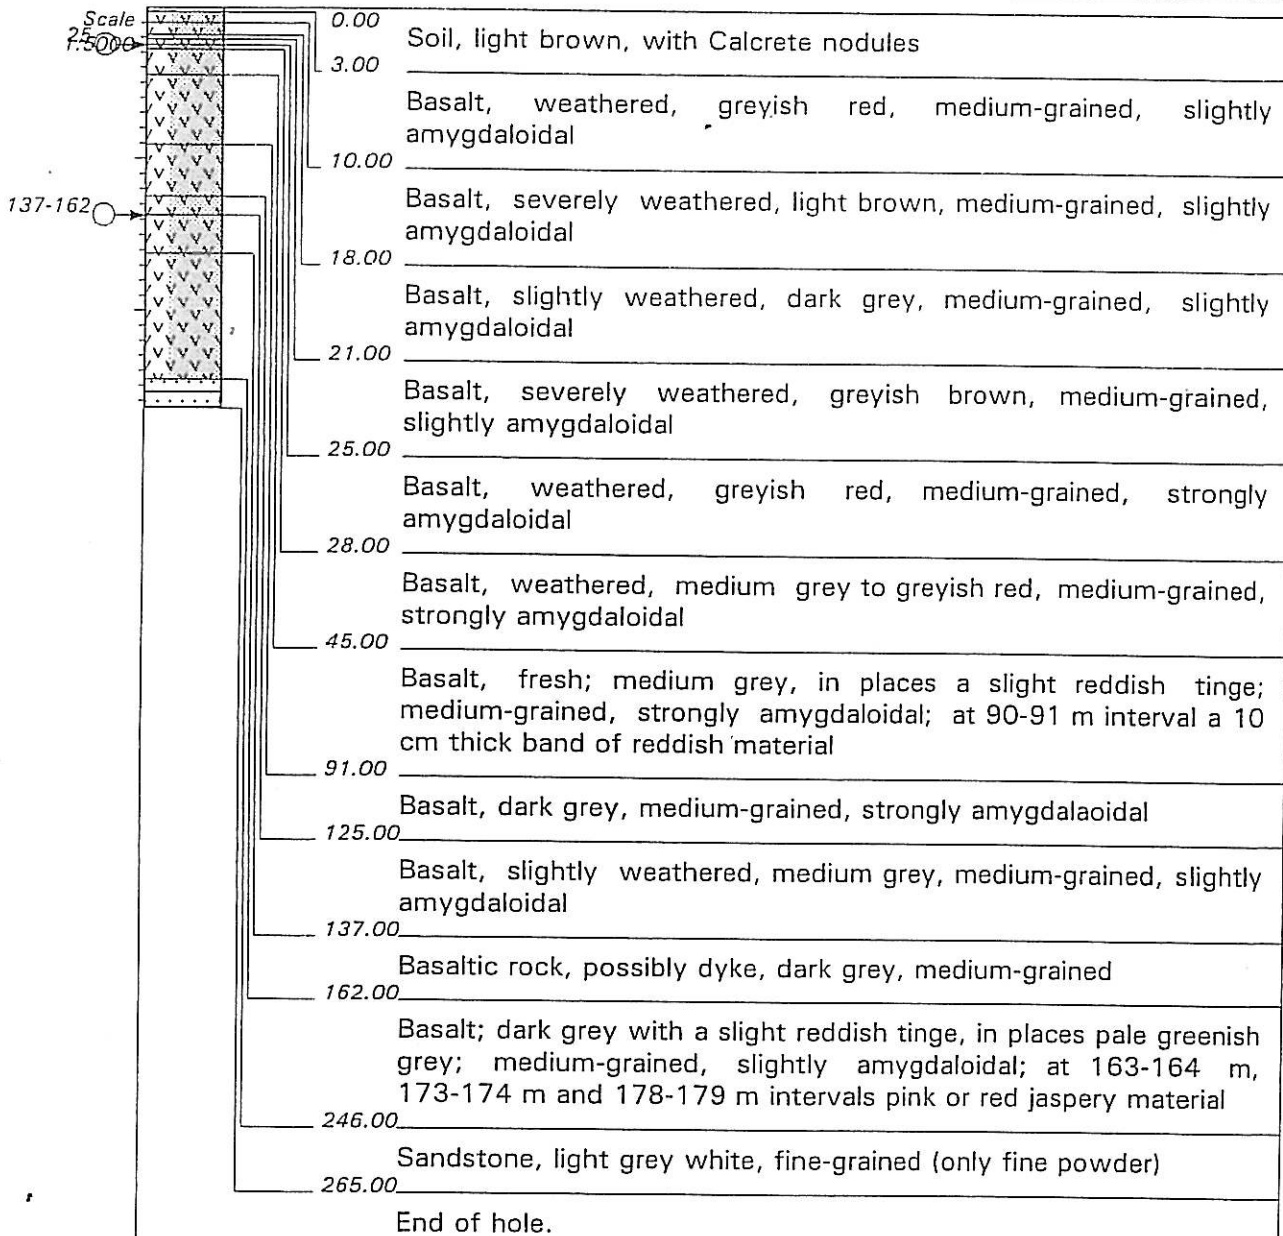 Scale
25
1:5000
0.00
Soil, light brown, with Calcrete nodules
3.00
Basalt, weathered, greyish red, medium-grained, slightly
amygdaloidal
10.00
Basalt, severely weathered, light brown, medium-grained, slightly
amygdaloidal
137-162
18.00
Basalt, slightly weathered, dark grey, medium-grained, slightly
amygdaloidal
21.00
Basalt, severely weathered, greyish brown, medium-grained,
slightly amygdaloidal
25.00
Basalt, weathered, greyish red, medium-grained, strongly
amygdaloidal
28.00
Basalt, weathered, medium grey to greyish red, medium-grained,
strongly amygdaloidal
45.00
Basalt, fresh; medium grey, in places a slight reddish tinge;
medium-grained, strongly amygdaloidal; at 90-91 m interval a 10
cm thick band of reddish material
91.00
Basalt, dark grey, medium-grained, strongly amygdalaoidal
125.00
Basalt, slightly weathered, medium grey, medium-grained, slightly
amygdaloidal
137.00
Basaltic rock, possibly dyke, dark grey, medium-grained
162.00
Basalt; dark grey with a slight reddish tinge, in places pale greenish
grey; medium-grained, slightly amygdaloidal; at 163-164 m,
173-174 m and 178-179 m intervals pink or red jaspery material
246.00
Sandstone, light grey white, fine-grained (only fine powder)
265.00
End of hole.